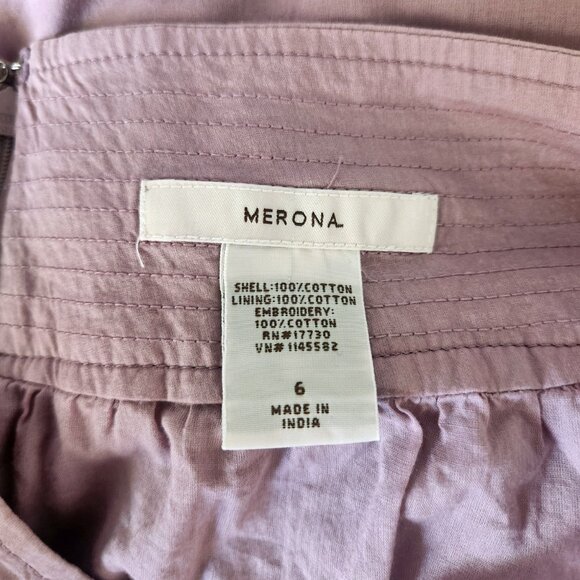 MERONA
SHELL:100%COTTON
LINING:100%COTTON
EMBROIDERY:
100%COTTON
RN#17730
VN#1145582
6
MADE IN
INDIA